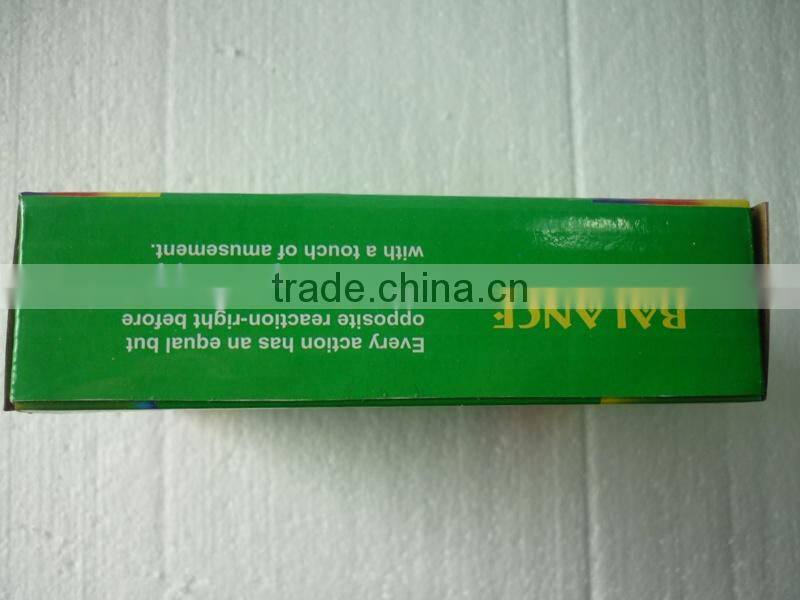 BALANCE
Every action has an equal but
opposite reaction-right before
with a touch of amusement.
trade.china.cn